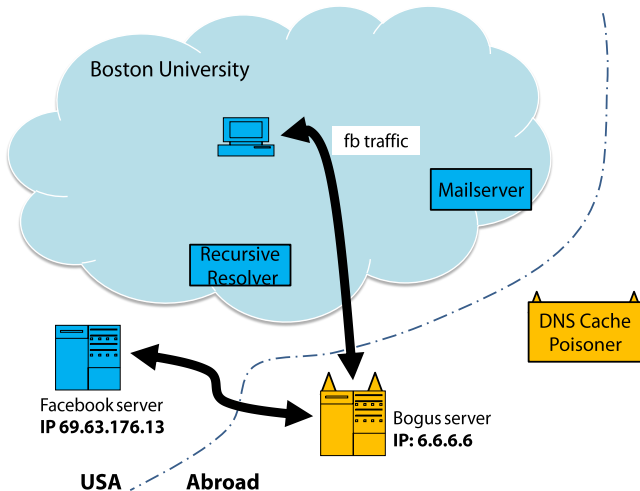 Boston University
fb traffic
Mailserver
Recursive
Resolver
DNS Cache
Poisoner
Facebook server
IP 69.63.176.13
Bogus server
IP: 6.6.6.6
USA
Abroad